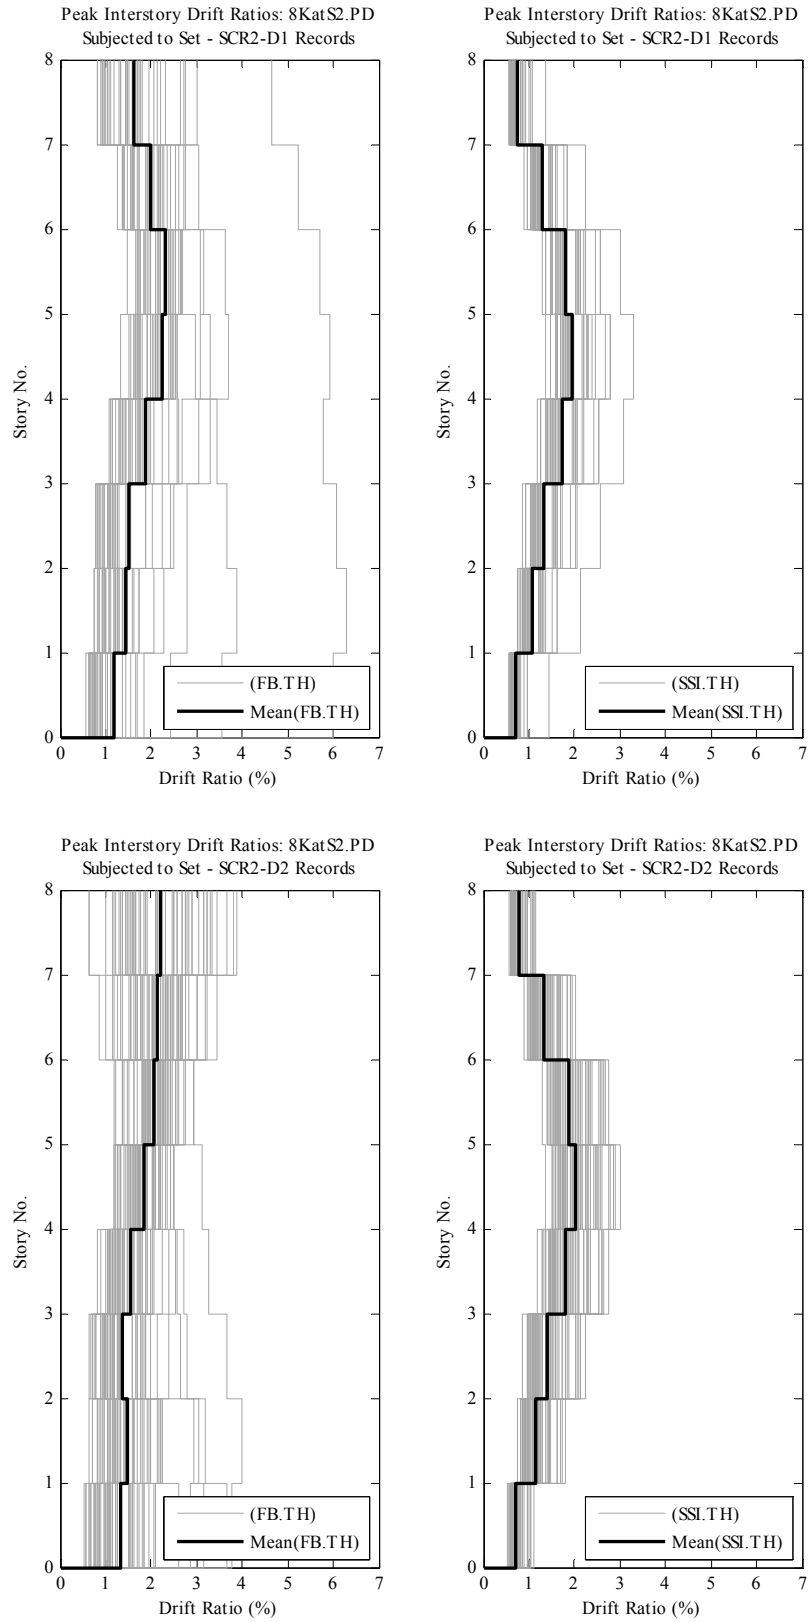 Peak Interstory Drift Ratios: 8KatS2.PD
Subjected to Set - SCR2-D1 Records
8
7
6
5
4
3
2
1
0
Story No.
(FB.TH)
Mean(FB.TH)
0 1 2 3 4 5 6 7
Drift Ratio (%)
Peak Interstory Drift Ratios: 8KatS2.PD
Subjected to Set - SCR2-D1 Records
8
7
6
5
4
3
2
1
0
Story No.
(SSI.TH)
Mean(SSI.TH)
0 1 2 3 4 5 6 7
Drift Ratio (%)
Peak Interstory Drift Ratios: 8KatS2.PD
Subjected to Set - SCR2-D2 Records
8
7
6
5
4
3
2
1
0
Story No.
(FB.TH)
Mean(FB.TH)
0 1 2 3 4 5 6 7
Drift Ratio (%)
Peak Interstory Drift Ratios: 8KatS2.PD
Subjected to Set - SCR2-D2 Records
8
7
6
5
4
3
2
1
0
Story No.
(SSI.TH)
Mean(SSI.TH)
0 1 2 3 4 5 6 7
Drift Ratio (%)